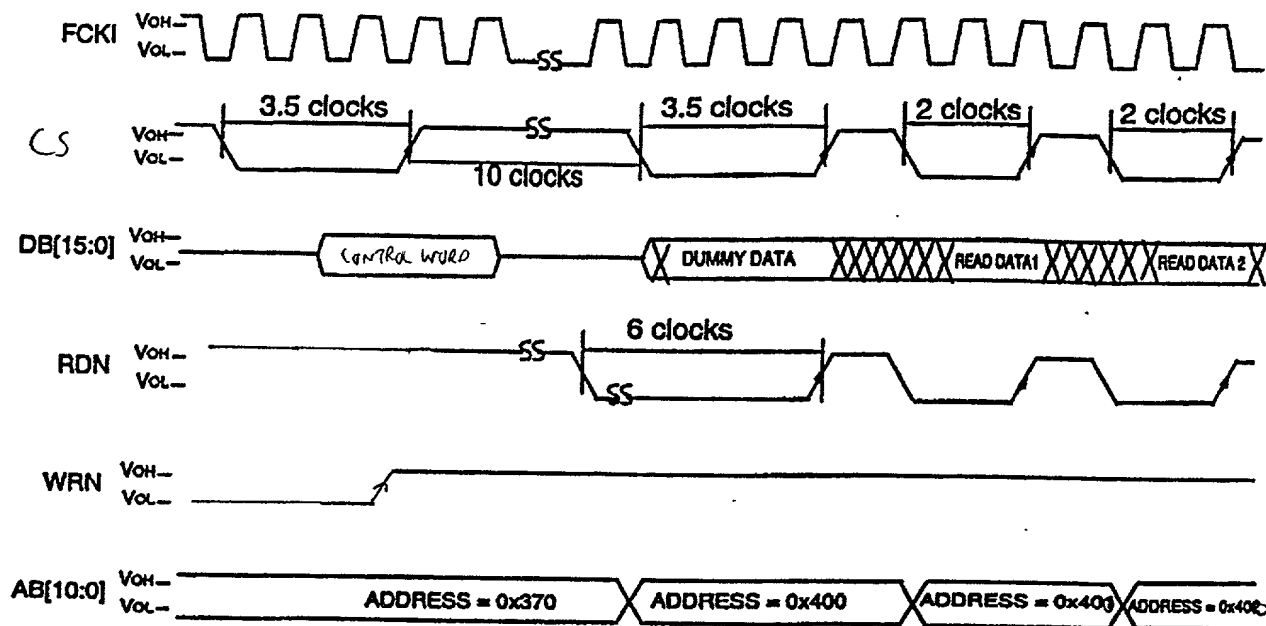 FCKI VOH VOL SS
3.5 clocks 3.5 clocks 2 clocks 2 clocks
CS VOH VOL SS
10 clocks
DB[15:0] VOH VOL CONTROL WORD DUMMY DATA READ DATA1 READ DATA 2
6 clocks
RDN VOH VOL SS SS
WRN VOH VOL
AB[10:0] VOH VOL ADDRESS = 0x370 ADDRESS = 0x400 ADDRESS =